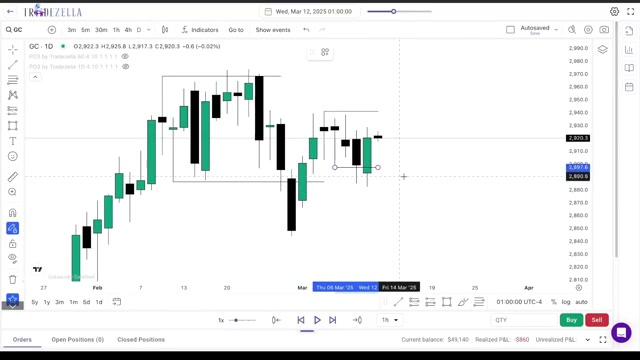 TRADEZELLA
Wed, Mar 12, 2025 01:00:00
GC
3m 5m 30m 1h 4h D
Indicators
Go to
Show events
Autosaved
Save
GC · 1D O2,922.3 H2,925.8 L2,917.3 C2,920.3 −0.6 (−0.02%)
2,990.0
2,980.0
2,970.0
2,960.0
2,950.0
2,940.0
2,930.0
2,920.3
2,910.0
2,897.6
2,890.9
2,880.0
2,870.0
2,860.0
2,850.0
2,840.0
2,830.0
2,820.0
2,810.0
27 Feb 7 13 20 Mar Thu 06 Mar '25 Wed 12 Fri 14 Mar '25 19 25 Apr
5y 1y 3m 1m 5d 1d
01:00:00 UTC-4 % log auto
1x
1h
QTY
Buy
Sell
Orders
Open Positions (0)
Closed Positions
Current balance: $49,140
Realized P&L: -$860
Unrealized P&L: